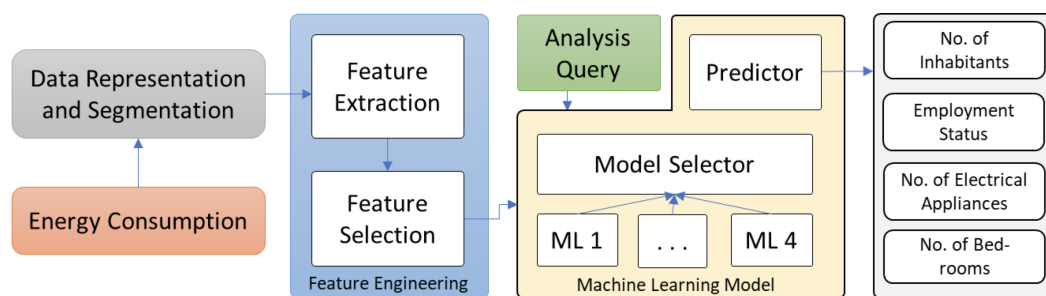 Data Representation
and Segmentation
Energy Consumption
Feature
Extraction
Feature
Selection
Feature Engineering
Analysis
Query
Predictor
Model Selector
ML 1
. . .
ML 4
Machine Learning Model
No. of
Inhabitants
Employment
Status
No. of Electrical
Appliances
No. of Bed-
rooms